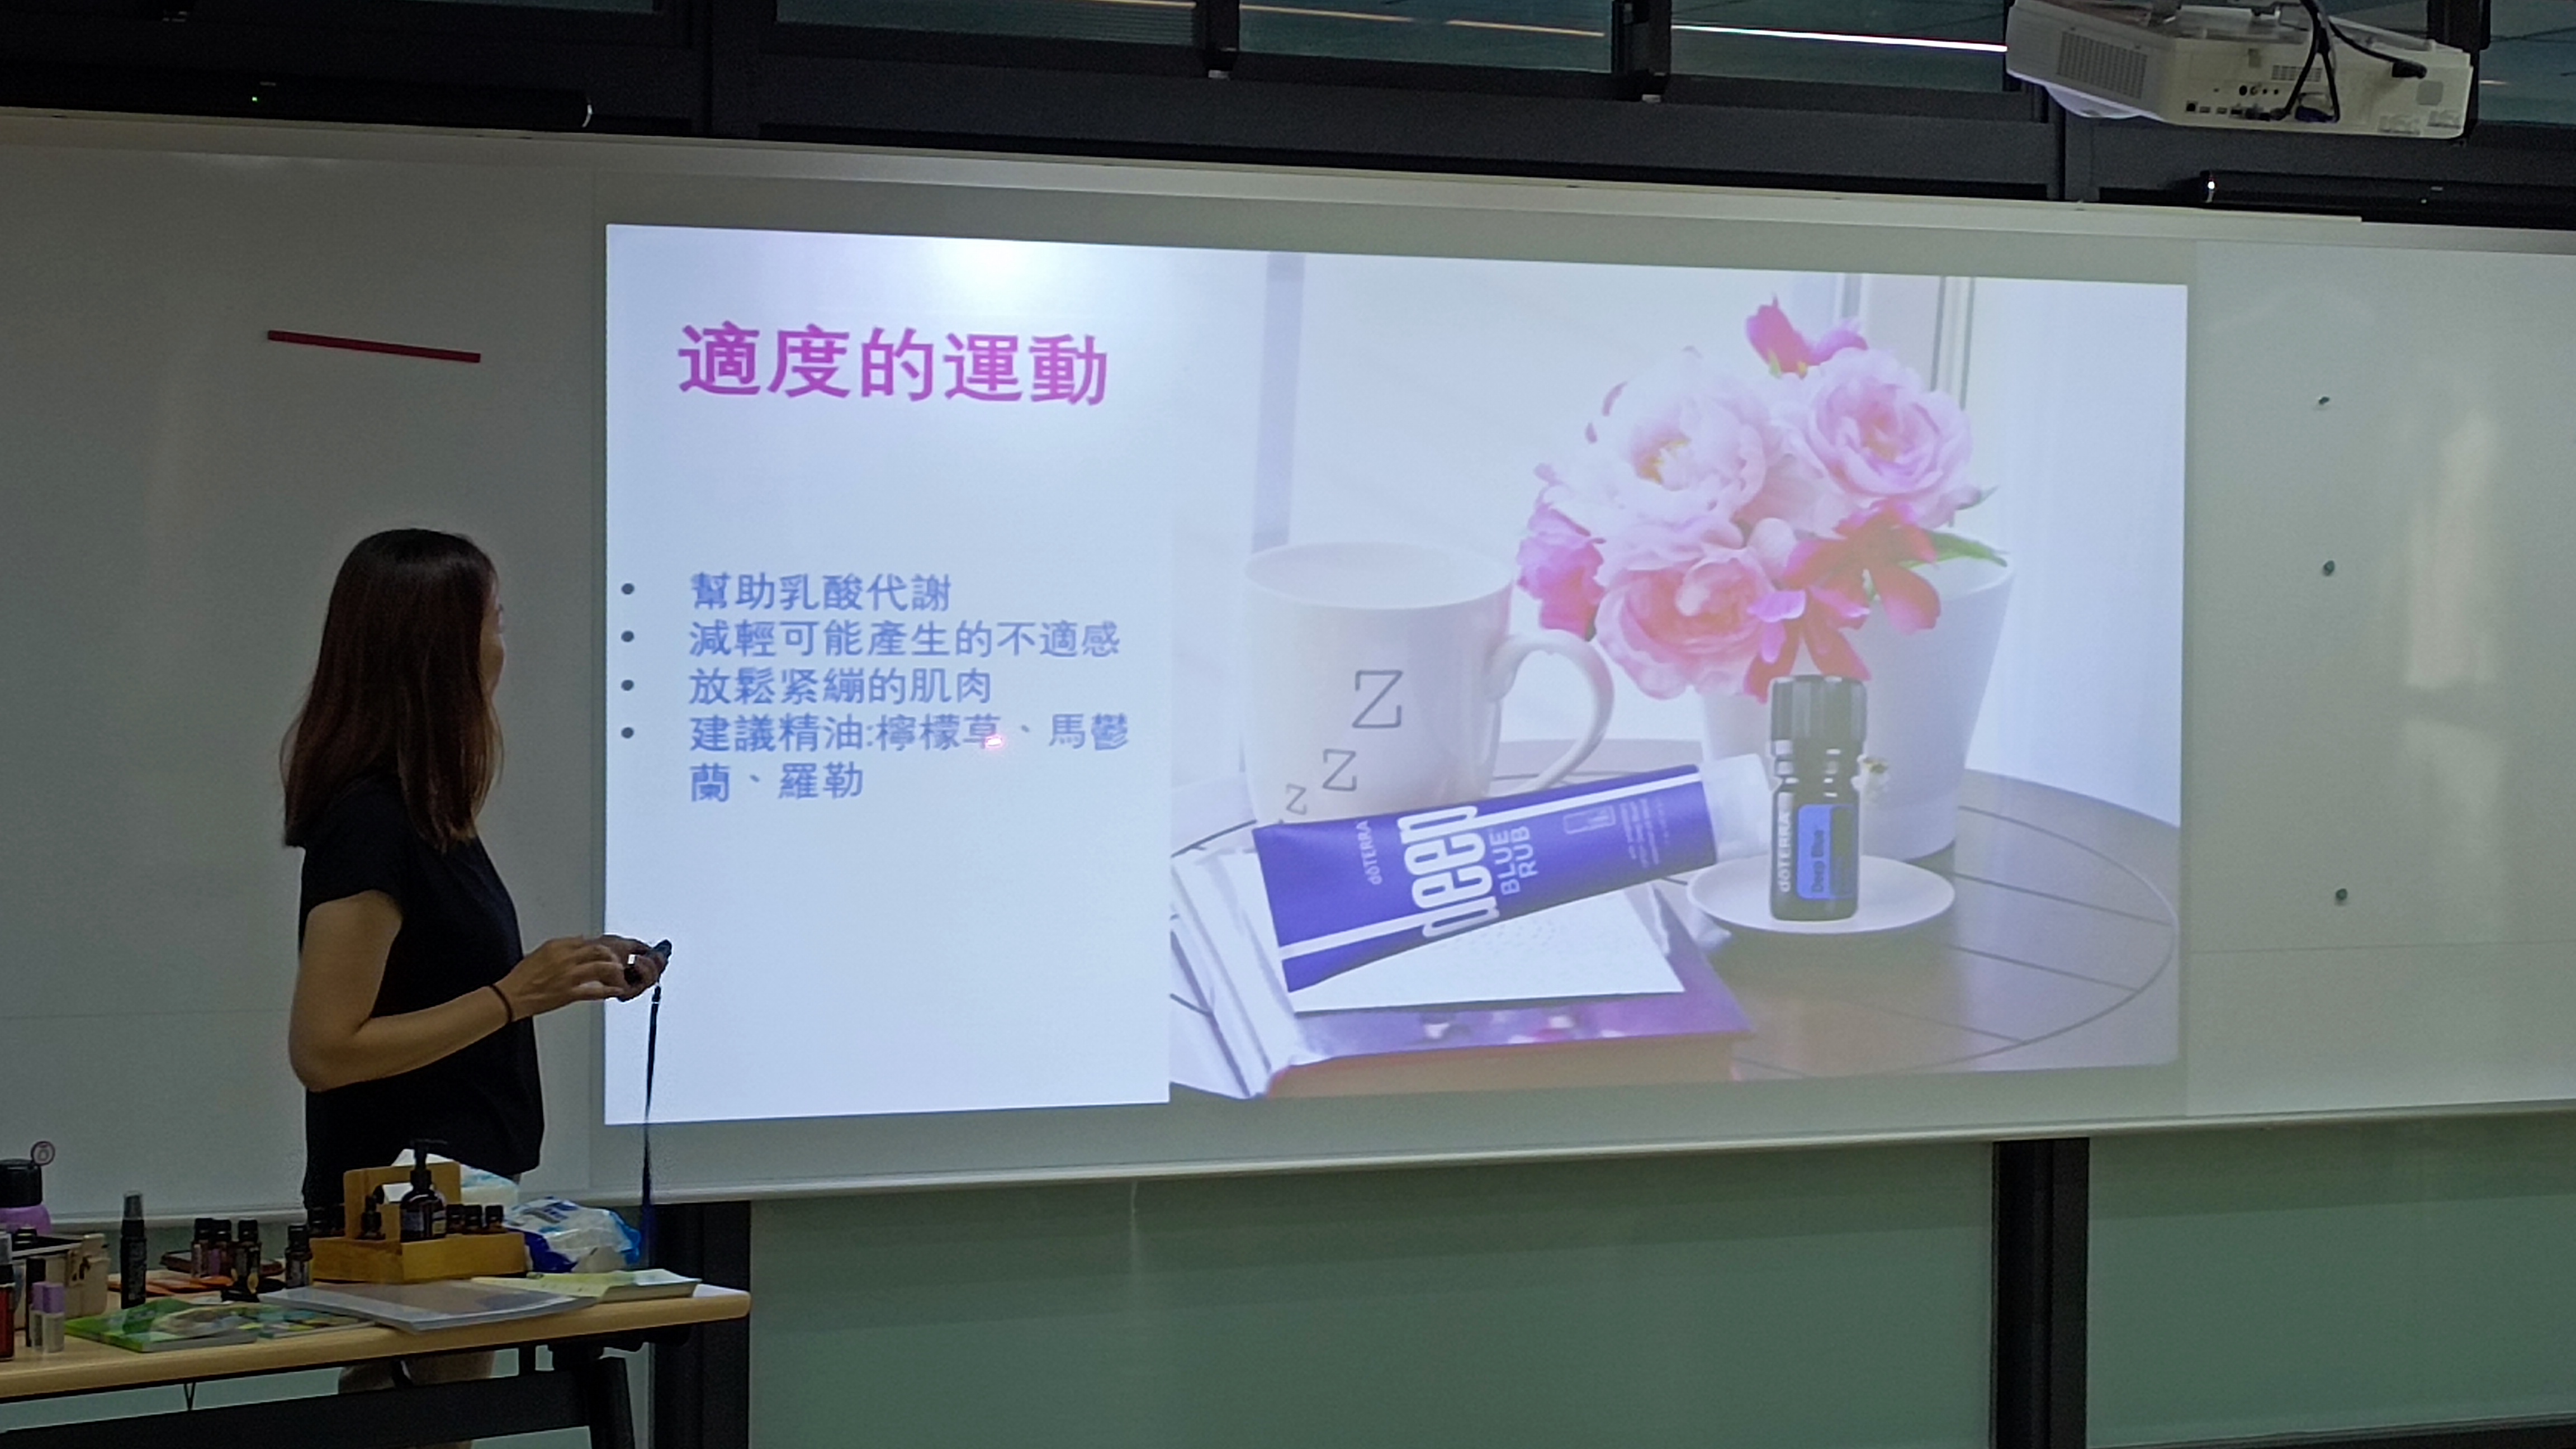 適度的運動
幫助乳酸代謝
減輕可能產生的不適感
放鬆紧繃的肌肉
建議精油:檸檬草、馬鬱
蘭、羅勒
Z
Z
Z
dōTERRA
deep
BLUE
RUB
dōTERRA
Deep Blue